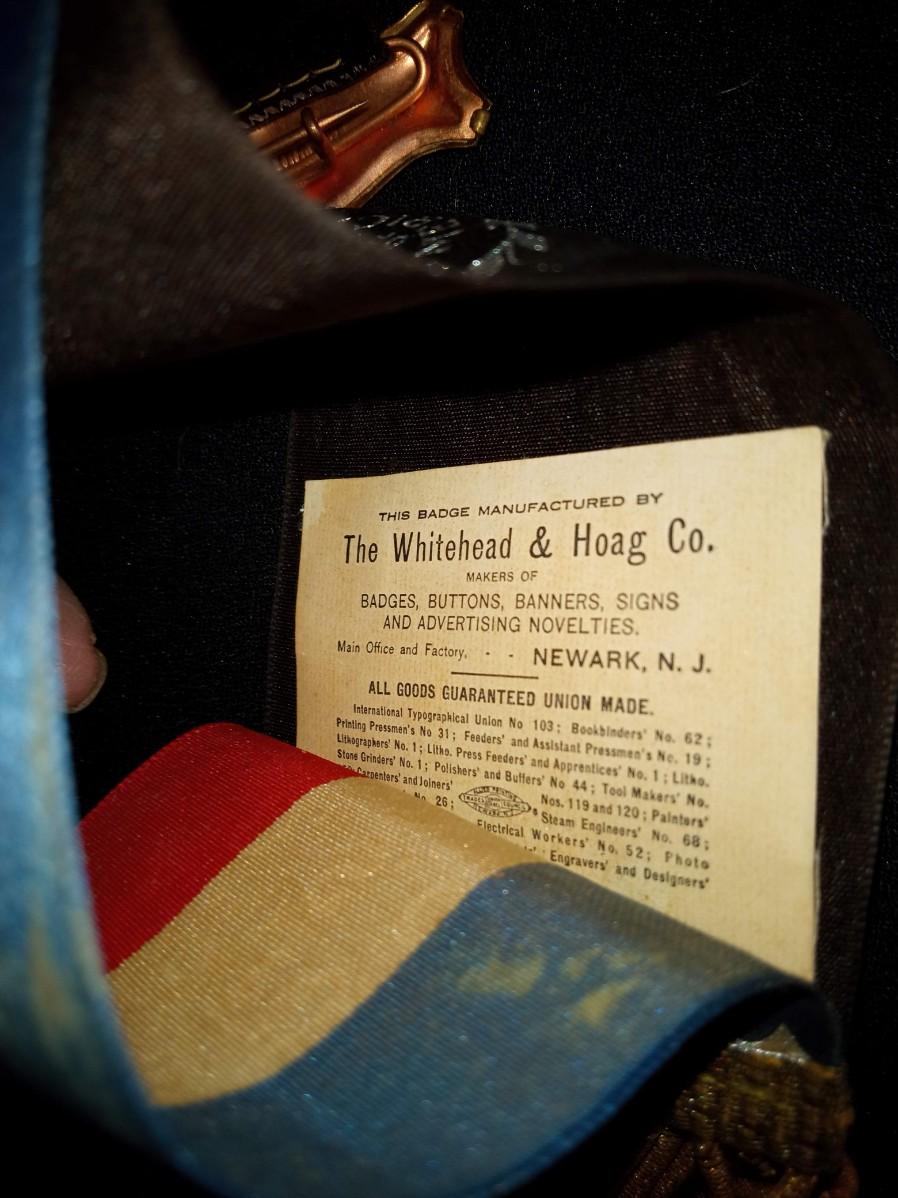 THIS BADGE MANUFACTURED BY
The Whitehead & Hoag Co.
MAKERS OF
BADGES, BUTTONS, BANNERS, SIGNS
AND ADVERTISING NOVELTIES.
Main Office and Factory, - - NEWARK, N. J.
ALL GOODS GUARANTEED UNION MADE.
International Typographical Union No 103; Bookbinders' No. 62;
Printing Pressmen's No 31; Feeders' and Assistant Pressmen's No. 19;
Lithographers' No. 1; Litho. Press Feeders' and Apprentices' No. 1; Litho.
Stone Grinders' No. 1; Polishers' and Buffers' No 44; Tool Makers' No.
Carpenters' and Joiners' Nos. 119 and 120; Painters'
No. 26; Steam Engineers' No. 68;
Electrical Workers' No. 52; Photo
Engravers' and Designers'